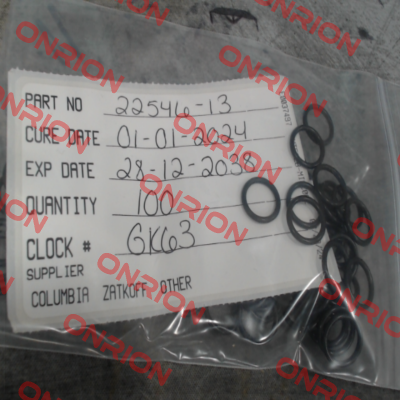 PART NO 22546-13
CURE DATE 01-01-2024
EXP DATE 28-12-2038
QUANTITY 100
CLOCK # GK63
SUPPLIER
COLUMBIA ZATKOFF OTHER
ONRION